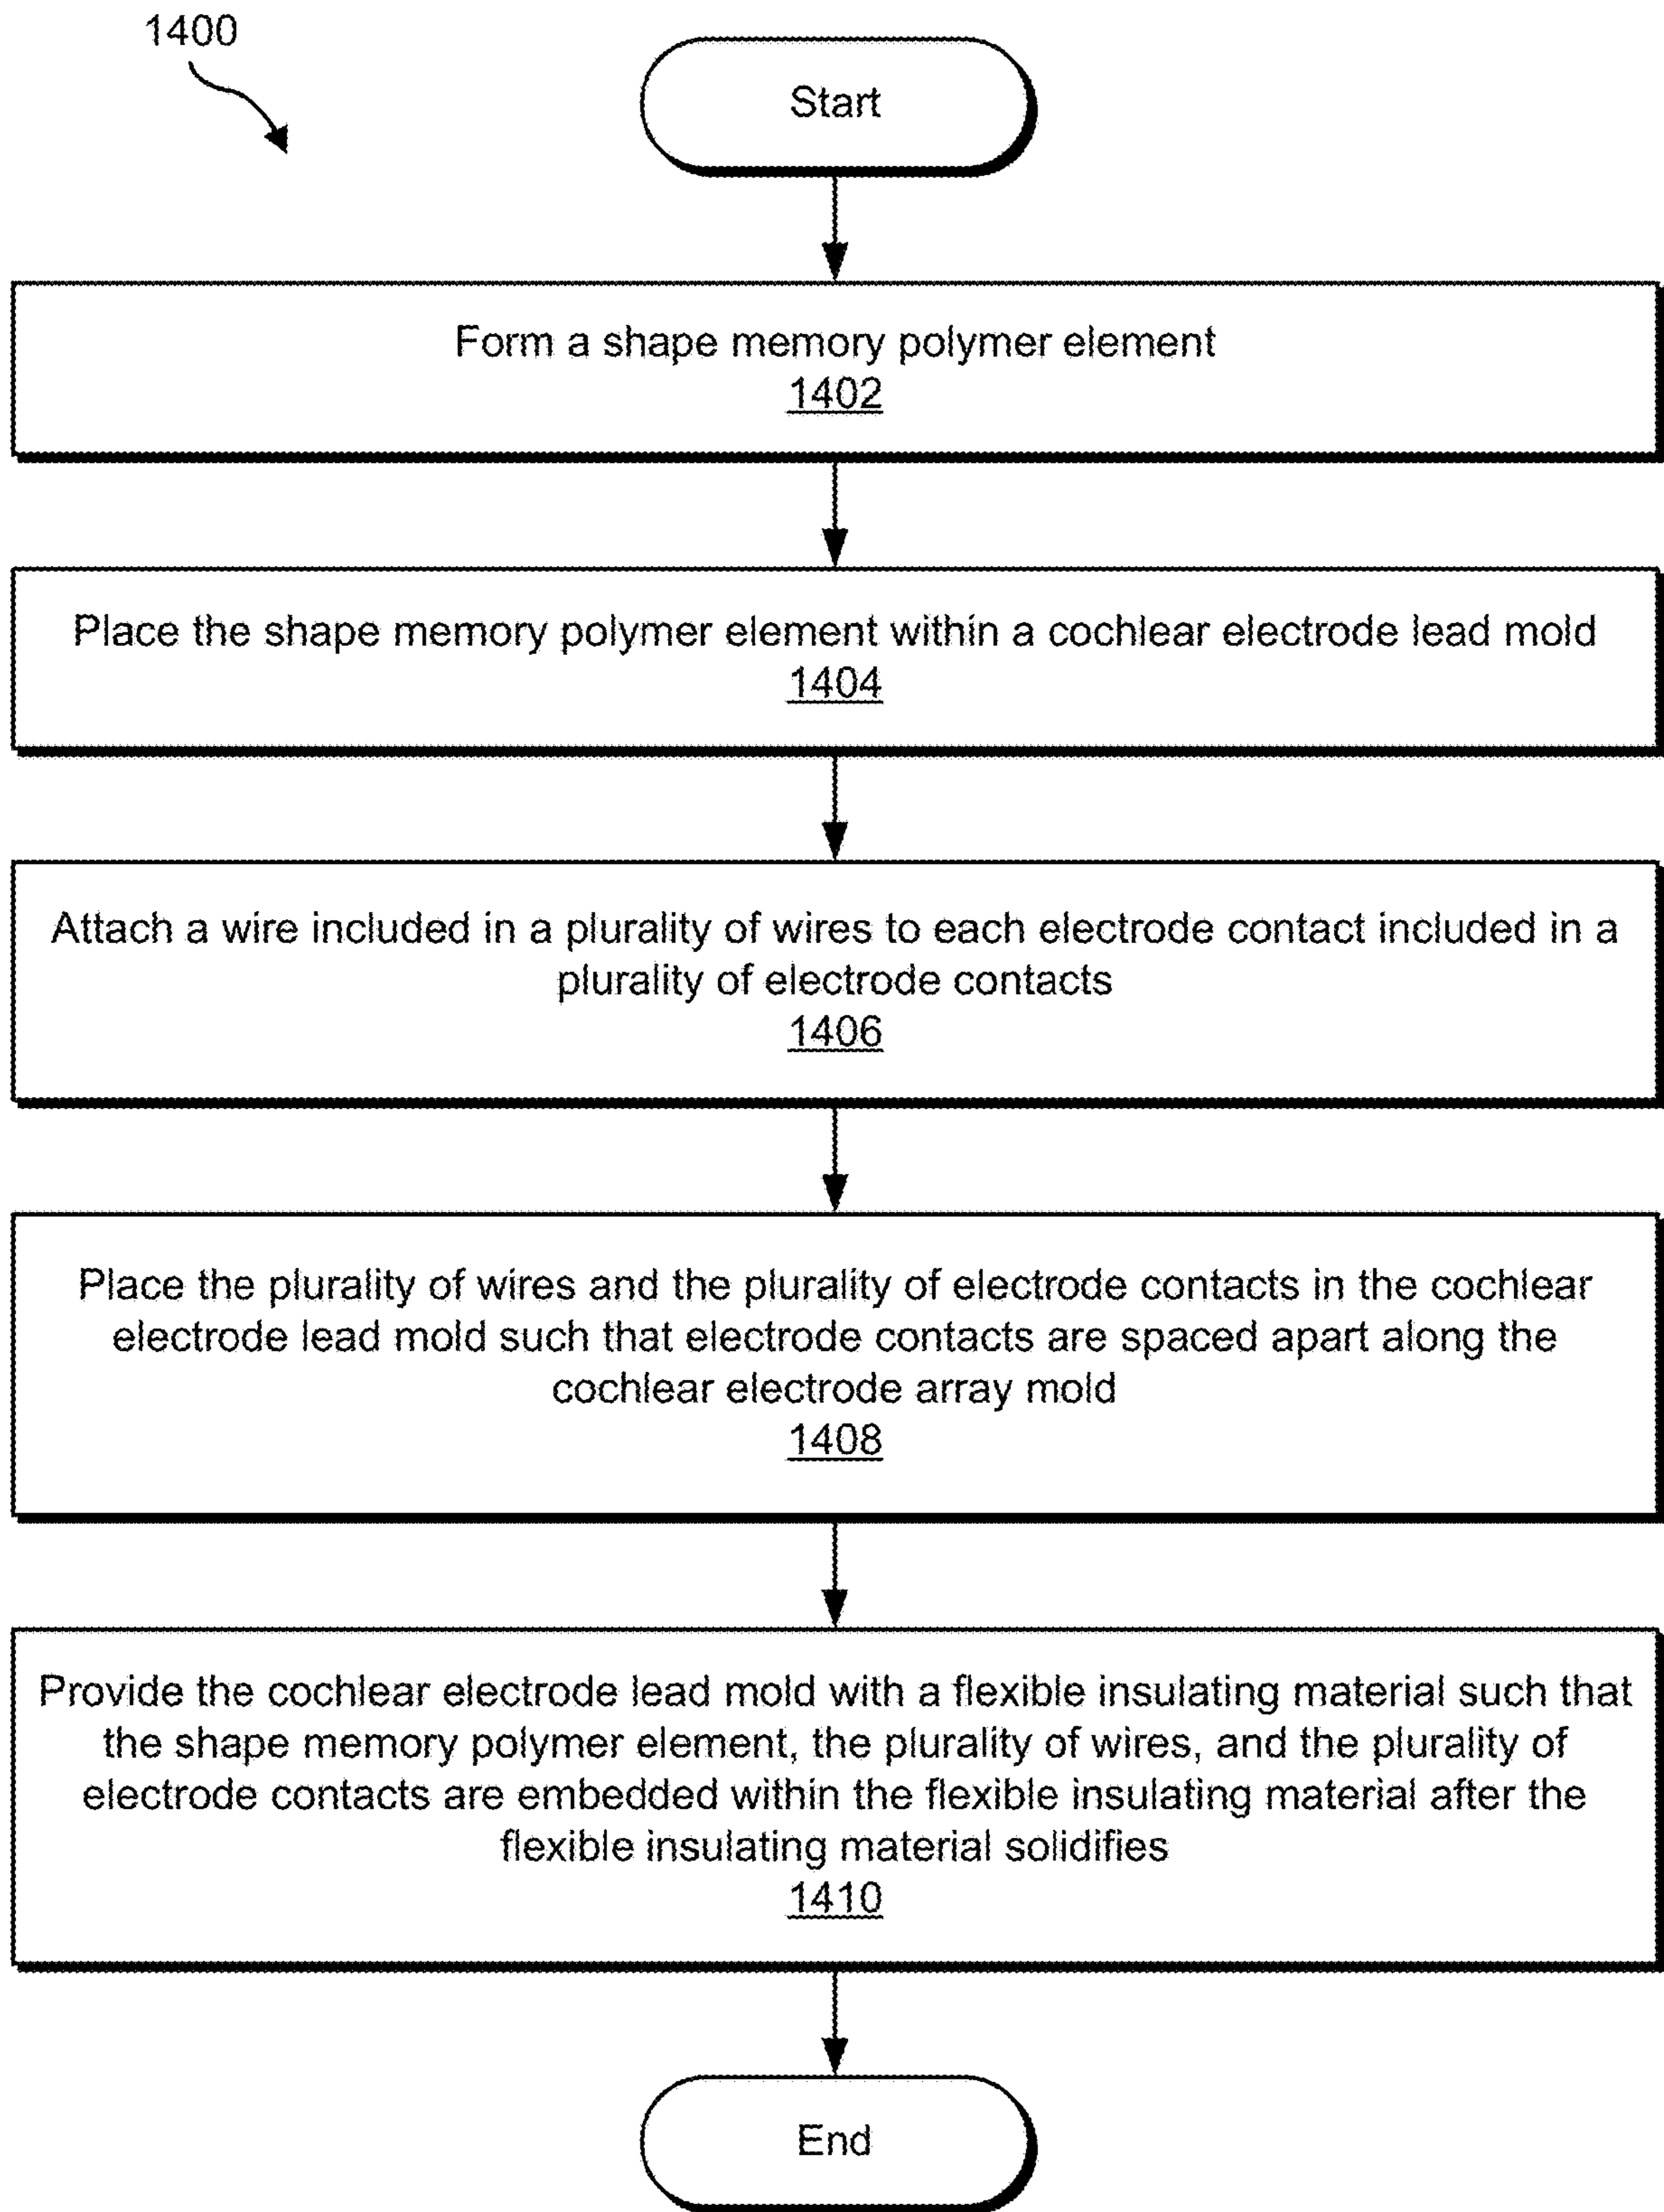 1400
Start
Form a shape memory polymer element
1402
Place the shape memory polymer element within a cochlear electrode lead mold
1404
Attach a wire included in a plurality of wires to each electrode contact included in a
plurality of electrode contacts
1406
Place the plurality of wires and the plurality of electrode contacts in the cochlear
electrode lead mold such that electrode contacts are spaced apart along the
cochlear electrode array mold
1408
Provide the cochlear electrode lead mold with a flexible insulating material such that
the shape memory polymer element, the plurality of wires, and the plurality of
electrode contacts are embedded within the flexible insulating material after the
flexible insulating material solidifies
1410
End